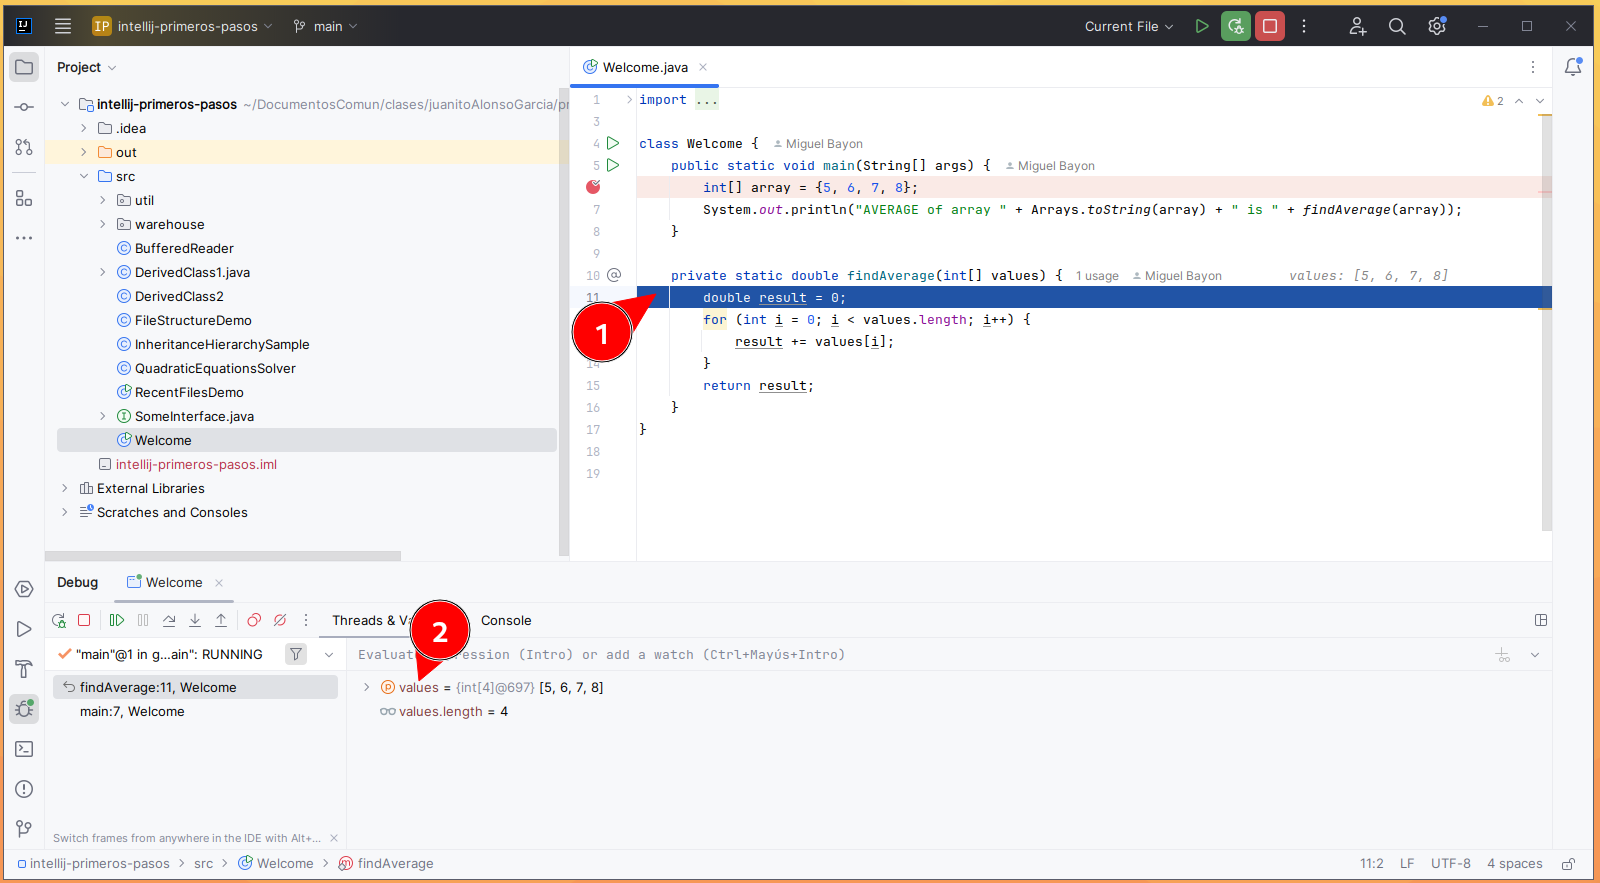 IJ
IP intellij-primeros-pasos main Current File
Project
intellij-primeros-pasos ~/DocumentosComun/clases/juanitoAlonsoGarcia/pr
.idea
out
src
util
warehouse
BufferedReader
DerivedClass1.java
DerivedClass2
FileStructureDemo
InheritanceHierarchySample
QuadraticEquationsSolver
RecentFilesDemo
SomeInterface.java
Welcome
intellij-primeros-pasos.iml
External Libraries
Scratches and Consoles
Welcome.java
2
1 import ...
3
4 class Welcome { Miguel Bayon
5 public static void main(String[] args) { Miguel Bayon
int[] array = {5, 6, 7, 8};
7 System.out.println("AVERAGE of array " + Arrays.toString(array) + " is " + findAverage(array));
8 }
9
10 @ private static double findAverage(int[] values) { 1 usage Miguel Bayon values: [5, 6, 7, 8]
11 double result = 0;
for (int i = 0; i < values.length; i++) {
1
result += values[i];
14 }
15 return result;
16 }
17 }
18
19
Debug Welcome
Threads & Va Console
2
"main"@1 in g...ain": RUNNING
Evaluat ression (Intro) or add a watch (Ctrl+Mayús+Intro)
findAverage:11, Welcome
main:7, Welcome
values = {int[4]@697} [5, 6, 7, 8]
values.length = 4
Switch frames from anywhere in the IDE with Alt+...
intellij-primeros-pasos > src > Welcome > findAverage
11:2 LF UTF-8 4 spaces